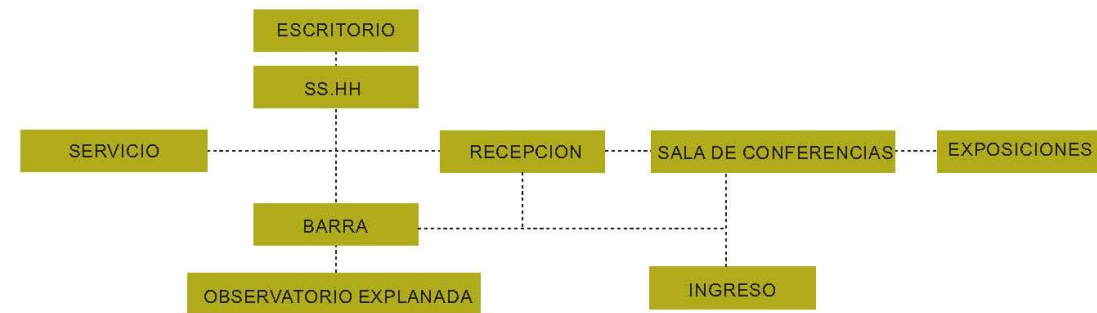 ESCRITORIO
SS.HH
SERVICIO
RECEPCION
SALA DE CONFERENCIAS
EXPOSICIONES
BARRA
OBSERVATORIO EXPLANADA
INGRESO